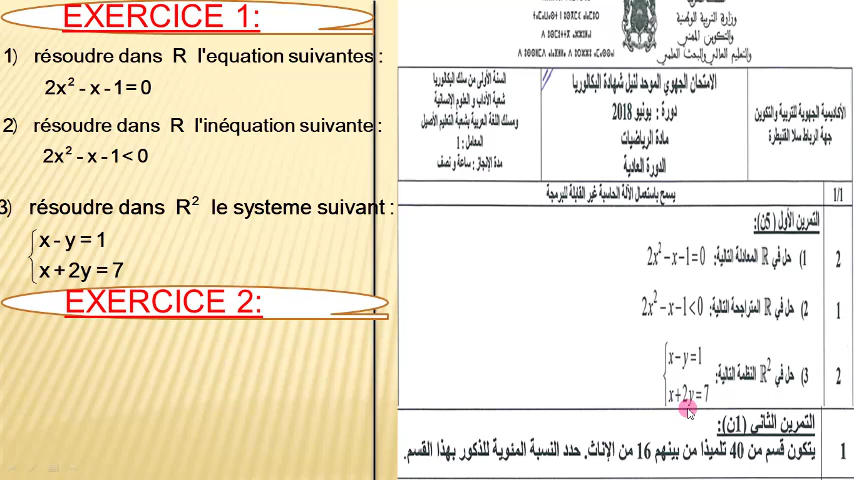 EXERCICE 1:
1) résoudre dans R l'equation suivantes :
2x² - x - 1 = 0
2) résoudre dans R l'inéquation suivante :
2x² - x - 1 < 0
3) résoudre dans R² le systeme suivant :
x - y = 1
x + 2y = 7
EXERCICE 2:
وزارة التربية الوطنية
والتكوين المهني
والتعليم العالي والبحث العلمي
الامتحان الجهوي الموحد لنيل شهادة البكالوريا
دورة : يونيو 2018
مادة الرياضيات
الدورة العادية
السنة الأولى من سلك البكالوريا
شعبة الآداب و العلوم الإنسانية
ومسلك اللغة العربية بشعبة التعليم الأصيل
المعامل : 1
مدة الإنجاز : ساعة و نصف
الأكاديمية الجهوية للتربية والتكوين
جهة الرباط سلا القنيطرة
يسمح باستعمال الآلة الحاسبة غير القابلة للبرمجة
1/1
التمرين الأول (5ن):
1) حل في ℝ المعادلة التالية: 2x² − x − 1 = 0
2
2) حل في ℝ المتراجحة التالية: 2x² − x − 1 < 0
1
3) حل في ℝ² النظمة التالية:
x − y = 1
x + 2y = 7
2
التمرين الثاني (1ن):
يتكون قسم من 40 تلميذا من بينهم 16 من الإناث. حدد النسبة المئوية للذكور بهذا القسم.
1